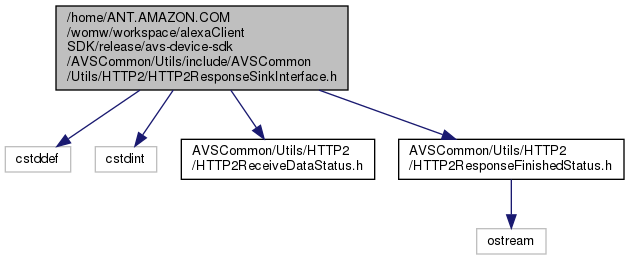 /home/ANT.AMAZON.COM
/womw/workspace/alexaClient
SDK/release/avs-device-sdk
/AVSCommon/Utils/include/AVSCommon
/Utils/HTTP2/HTTP2ResponseSinkInterface.h
cstddef
cstdint
AVSCommon/Utils/HTTP2
/HTTP2ReceiveDataStatus.h
AVSCommon/Utils/HTTP2
/HTTP2ResponseFinishedStatus.h
ostream